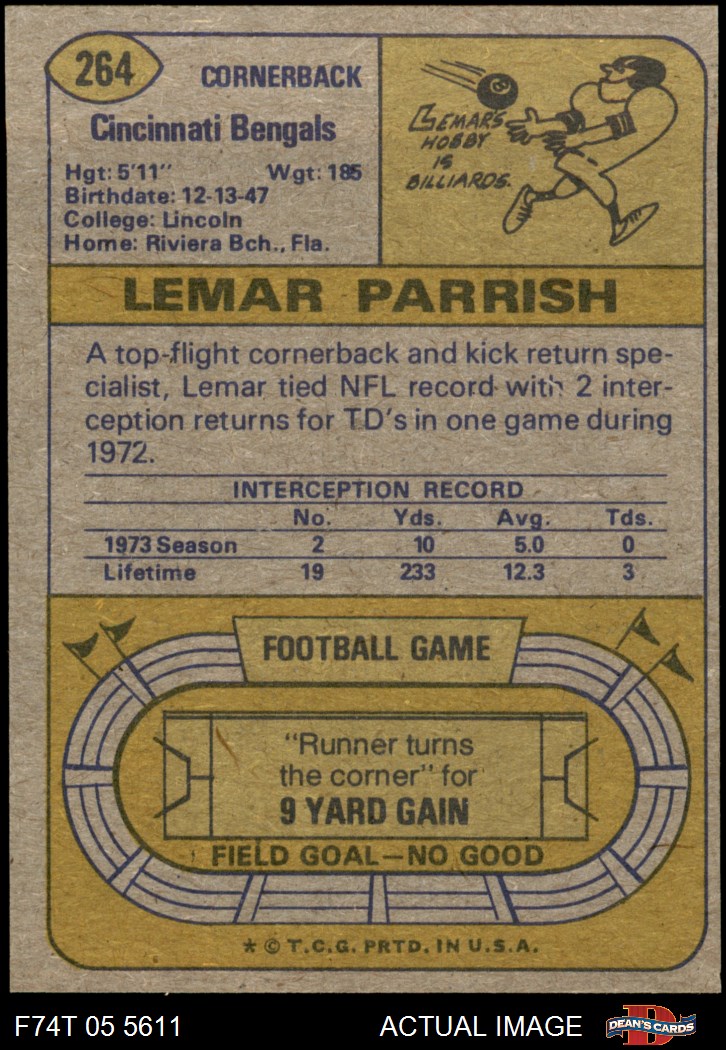 264
CORNERBACK
Cincinnati Bengals
Hgt: 5'11" Wgt: 185
Birthdate: 12-13-47
College: Lincoln
Home: Riviera Bch., Fla.
8
LEMAR'S
HOBBY
IS
BILLIARDS.
LEMAR PARRISH
A top-flight cornerback and kick return spe-
cialist, Lemar tied NFL record with 2 inter-
ception returns for TD's in one game during
1972.
INTERCEPTION RECORD
No. Yds. Avg. Tds.
1973 Season 2 10 5.0 0
Lifetime 19 233 12.3 3
FOOTBALL GAME
"Runner turns
the corner" for
9 YARD GAIN
FIELD GOAL—NO GOOD
* © T.C.G. PRTD. IN U.S.A.
F74T 05 5611 ACTUAL IMAGE
D
DEAN'S CARDS